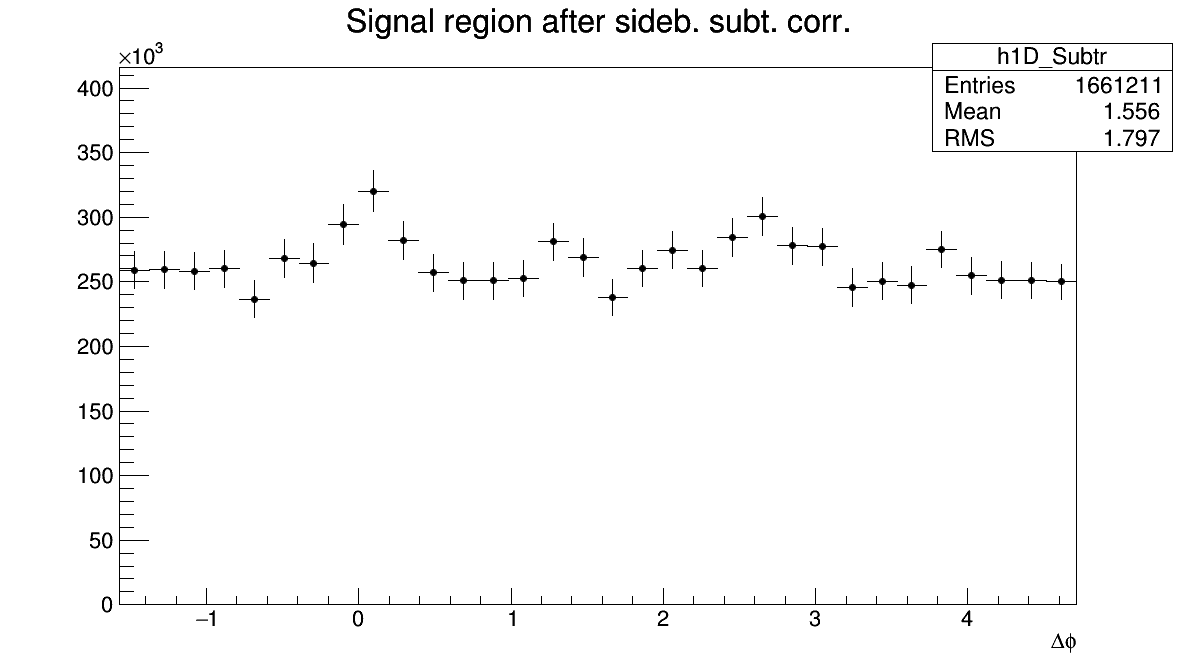 Signal region after sideb. subt. corr.
×10³
h1D_Subtr
Entries 1661211
Mean 1.556
RMS 1.797
400
350
300
250
200
150
100
50
0
−1 0 1 2 3 4
Δϕ